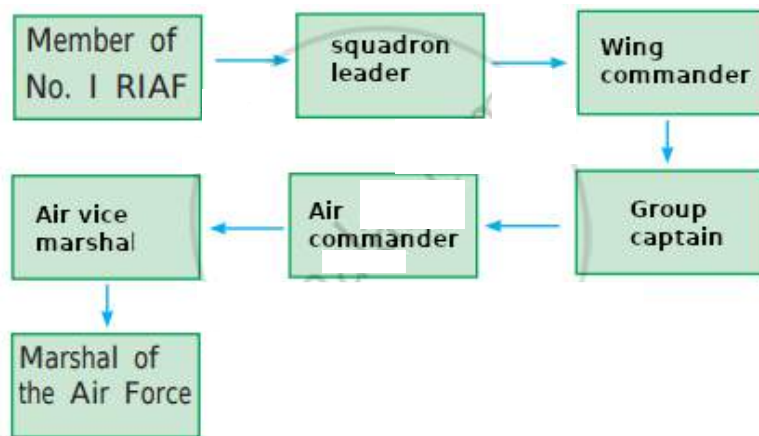 Member of
No. I RIAF
squadron
leader
Wing
commander
Group
captain
Air
commander
Air vice
marshal
Marshal of
the Air Force